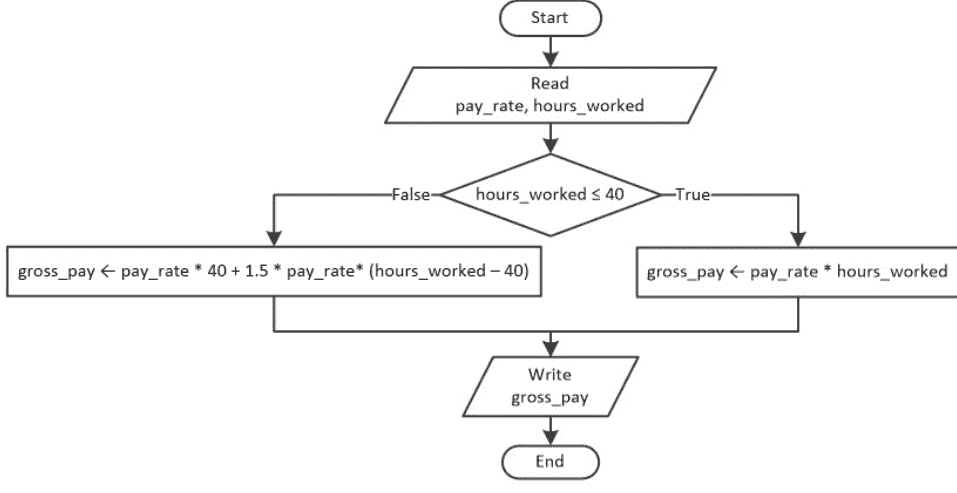 Start
Read
pay_rate, hours_worked
False
hours_worked ≤ 40
True
gross_pay ← pay_rate * 40 + 1.5 * pay_rate* (hours_worked – 40)
gross_pay ← pay_rate * hours_worked
Write
gross_pay
End